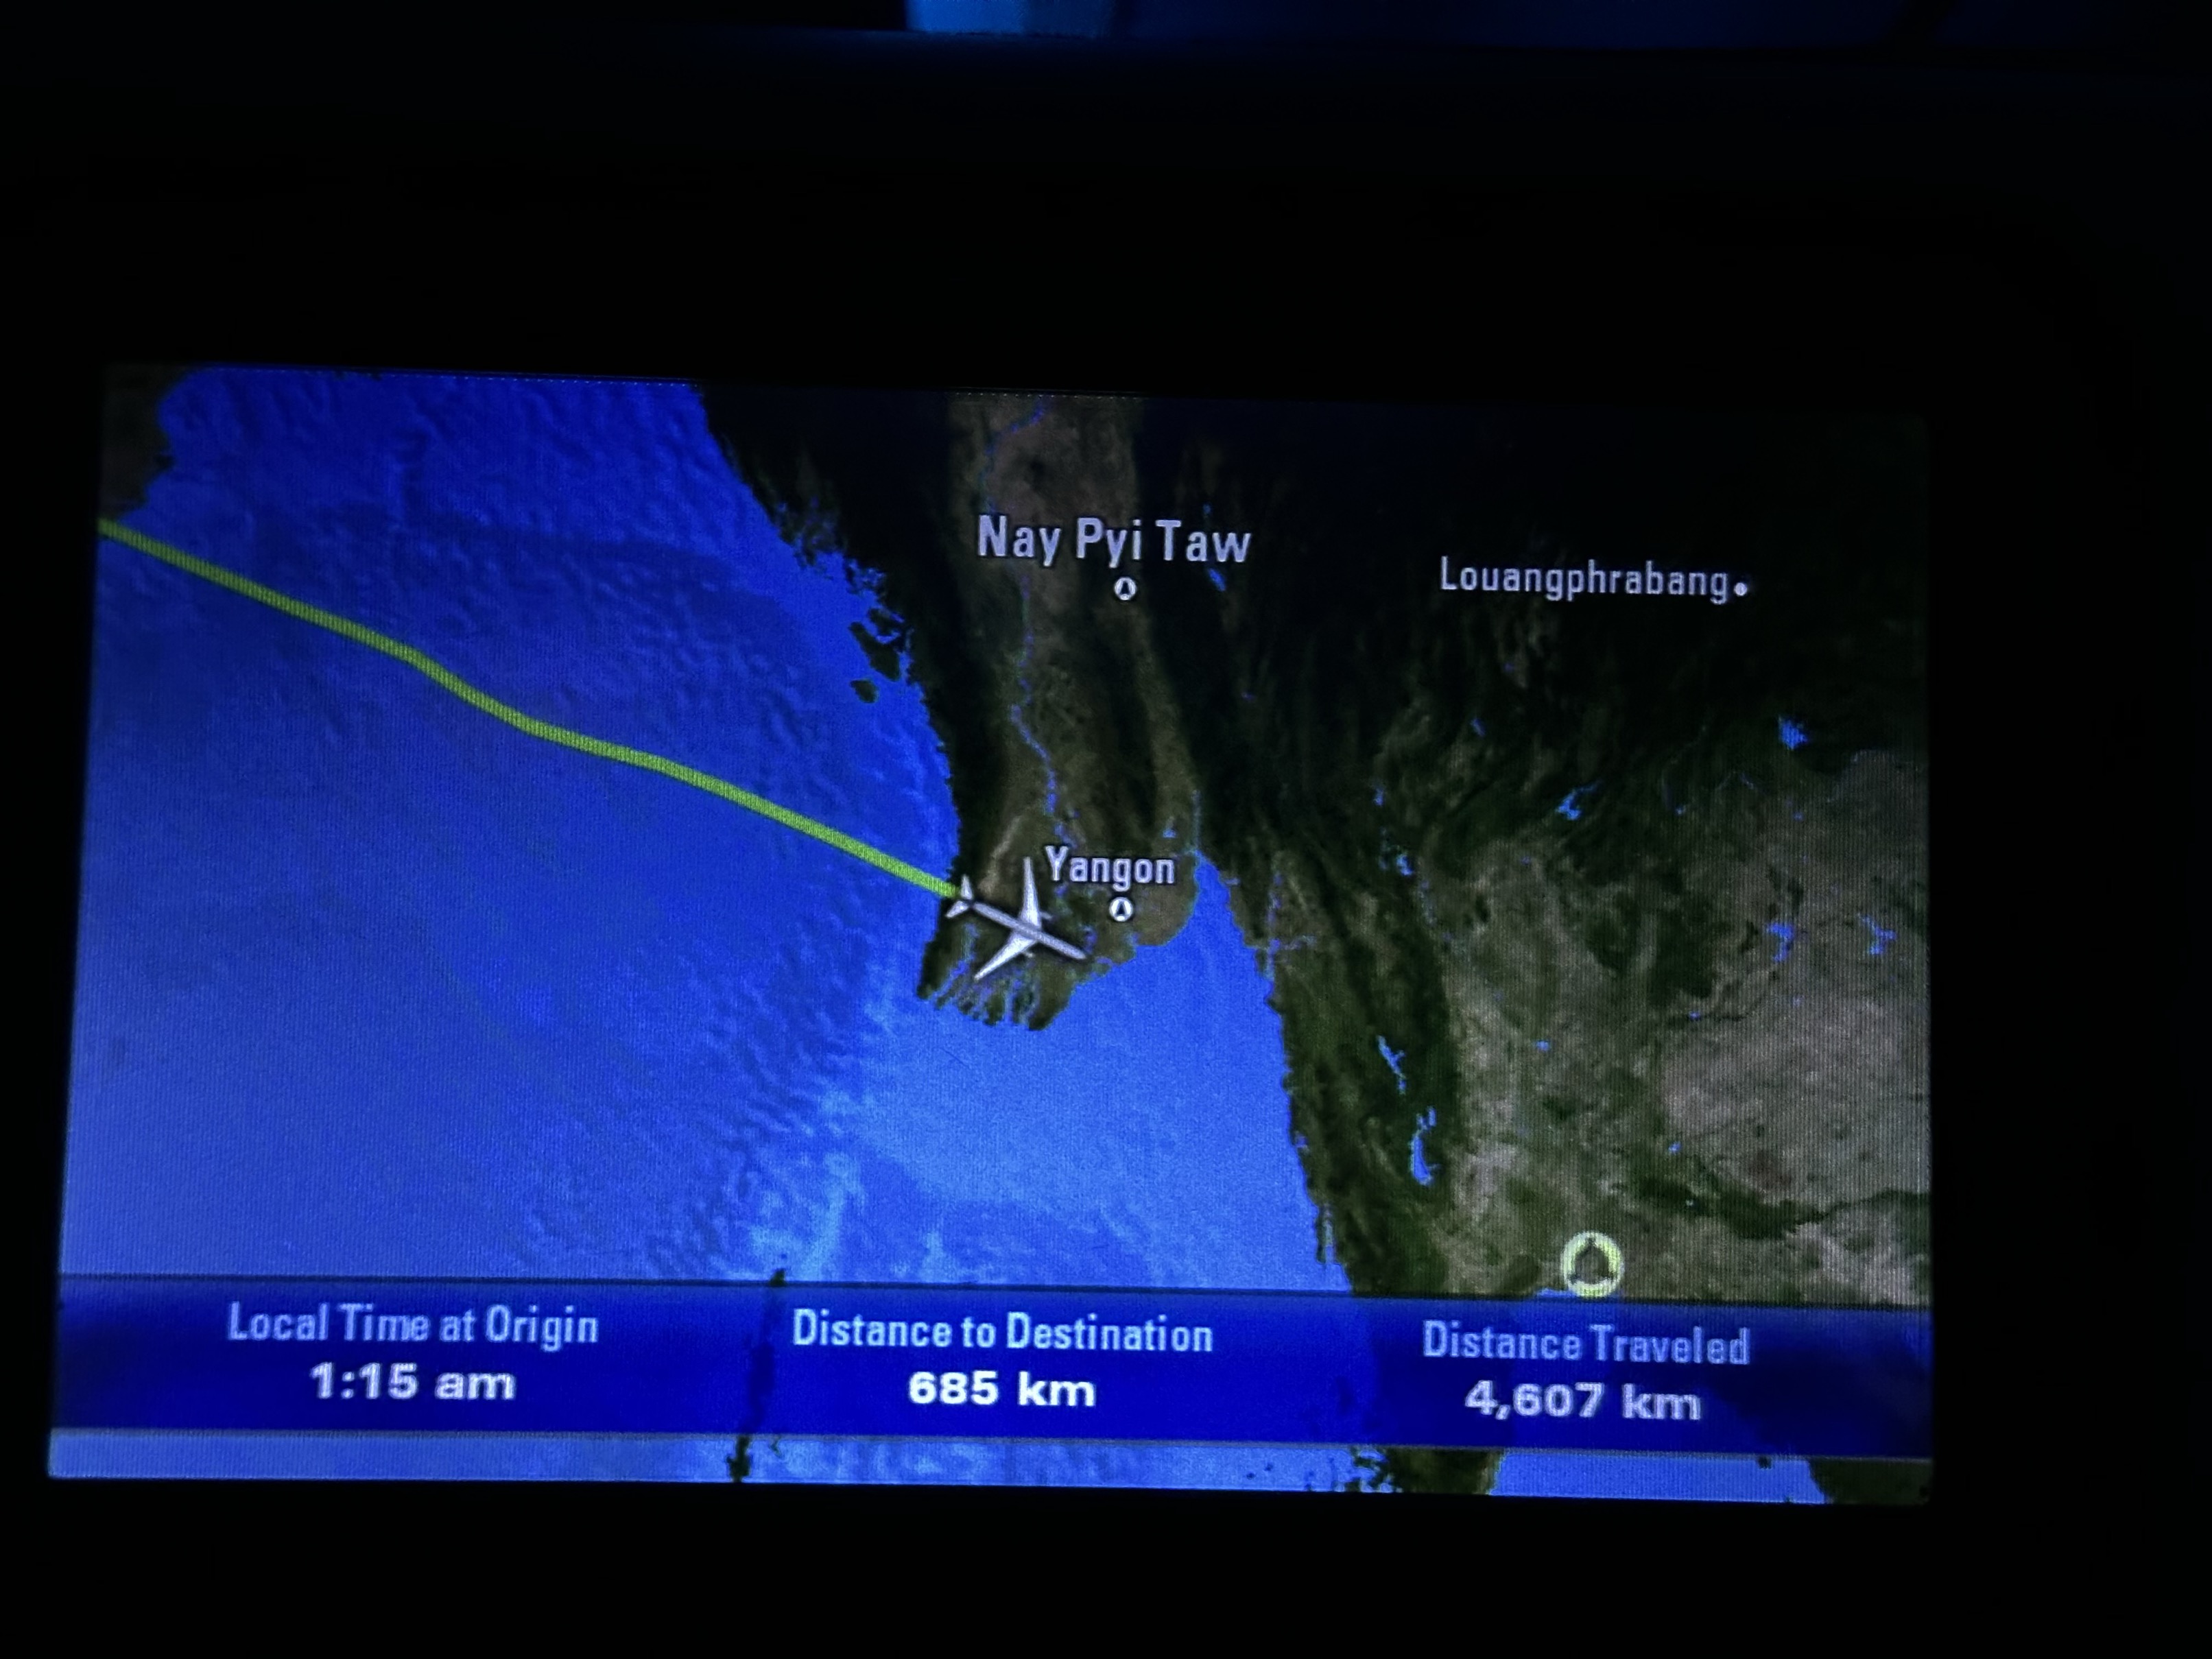 Nay Pyi Taw
Louangphrabang
Yangon
Local Time at Origin
1:15 am
Distance to Destination
685 km
Distance Traveled
4,607 km